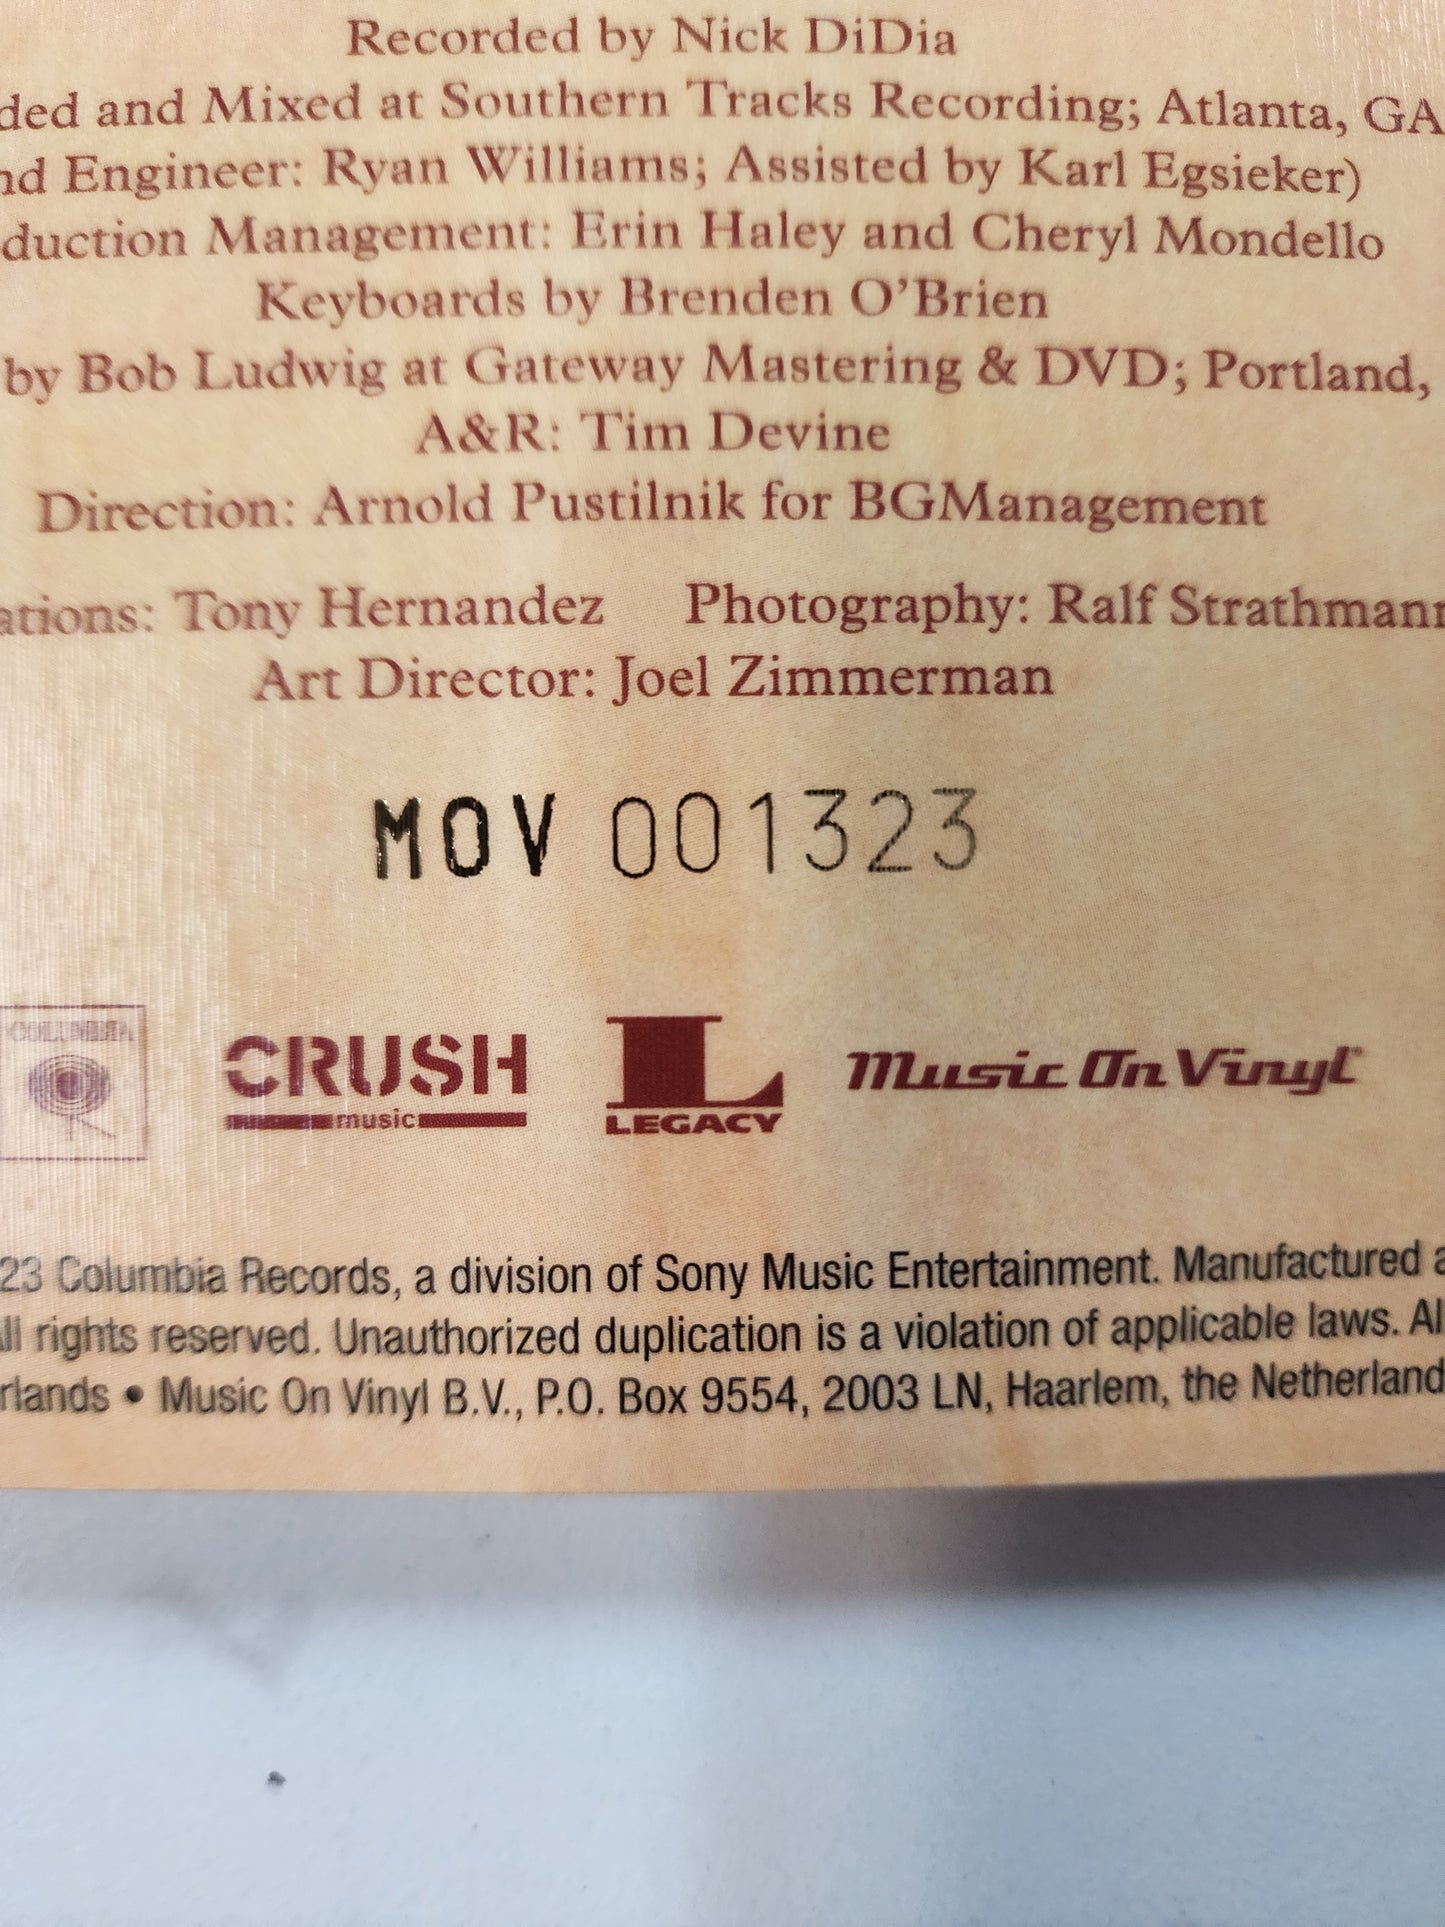 Recorded by Nick DiDia
ded and Mixed at Southern Tracks Recording; Atlanta, GA
nd Engineer: Ryan Williams; Assisted by Karl Egsieker)
duction Management: Erin Haley and Cheryl Mondello
Keyboards by Brenden O'Brien
by Bob Ludwig at Gateway Mastering & DVD; Portland,
A&R: Tim Devine
Direction: Arnold Pustilnik for BGManagement
ations: Tony Hernandez Photography: Ralf Strathmann
Art Director: Joel Zimmerman
MOV 001323
COLUMBIA
CRUSH
music
L
LEGACY
Music On Vinyl
23 Columbia Records, a division of Sony Music Entertainment. Manufactured a
All rights reserved. Unauthorized duplication is a violation of applicable laws. Al
rlands • Music On Vinyl B.V., P.O. Box 9554, 2003 LN, Haarlem, the Netherland